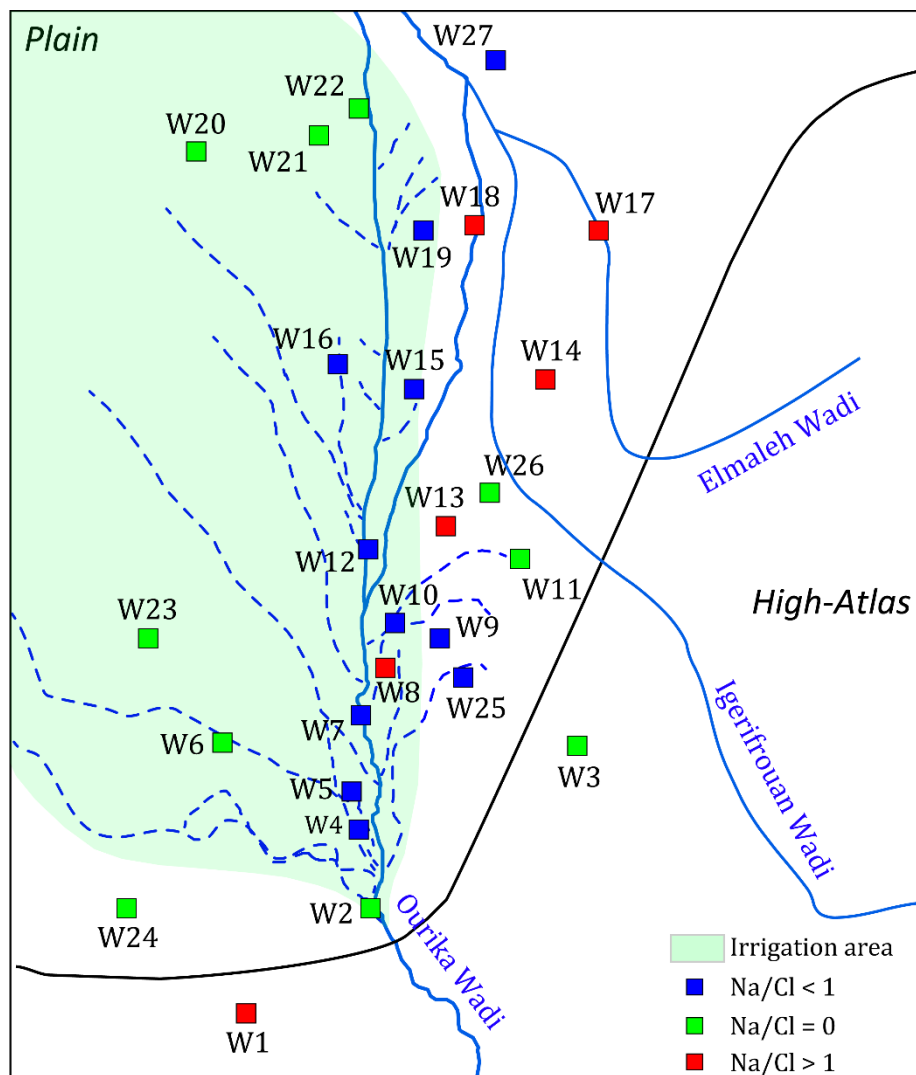 Plain
W27
W22
W20
W21
W18
W17
W19
W16
W15
W14
Elmaleh Wadi
W26
W13
W12
W11
W10
High-Atlas
W23
W9
W8
W25
W7
W6
W3
Igerifrouan Wadi
W5
W4
W2
Ourika Wadi
W24
Irrigation area
Na/Cl < 1
Na/Cl = 0
W1
Na/Cl > 1